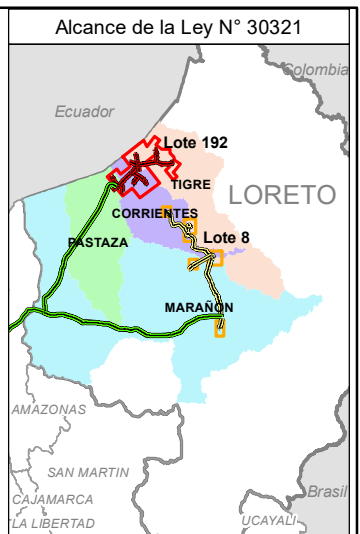 Alcance de la Ley N° 30321
Colombia
Ecuador
Lote 192
TIGRE
LORETO
CORRIENTES
PASTAZA
Lote 8
MARAÑON
AMAZONAS
SAN MARTIN
CAJAMARCA
Brasil
LA LIBERTAD
UCAYALI